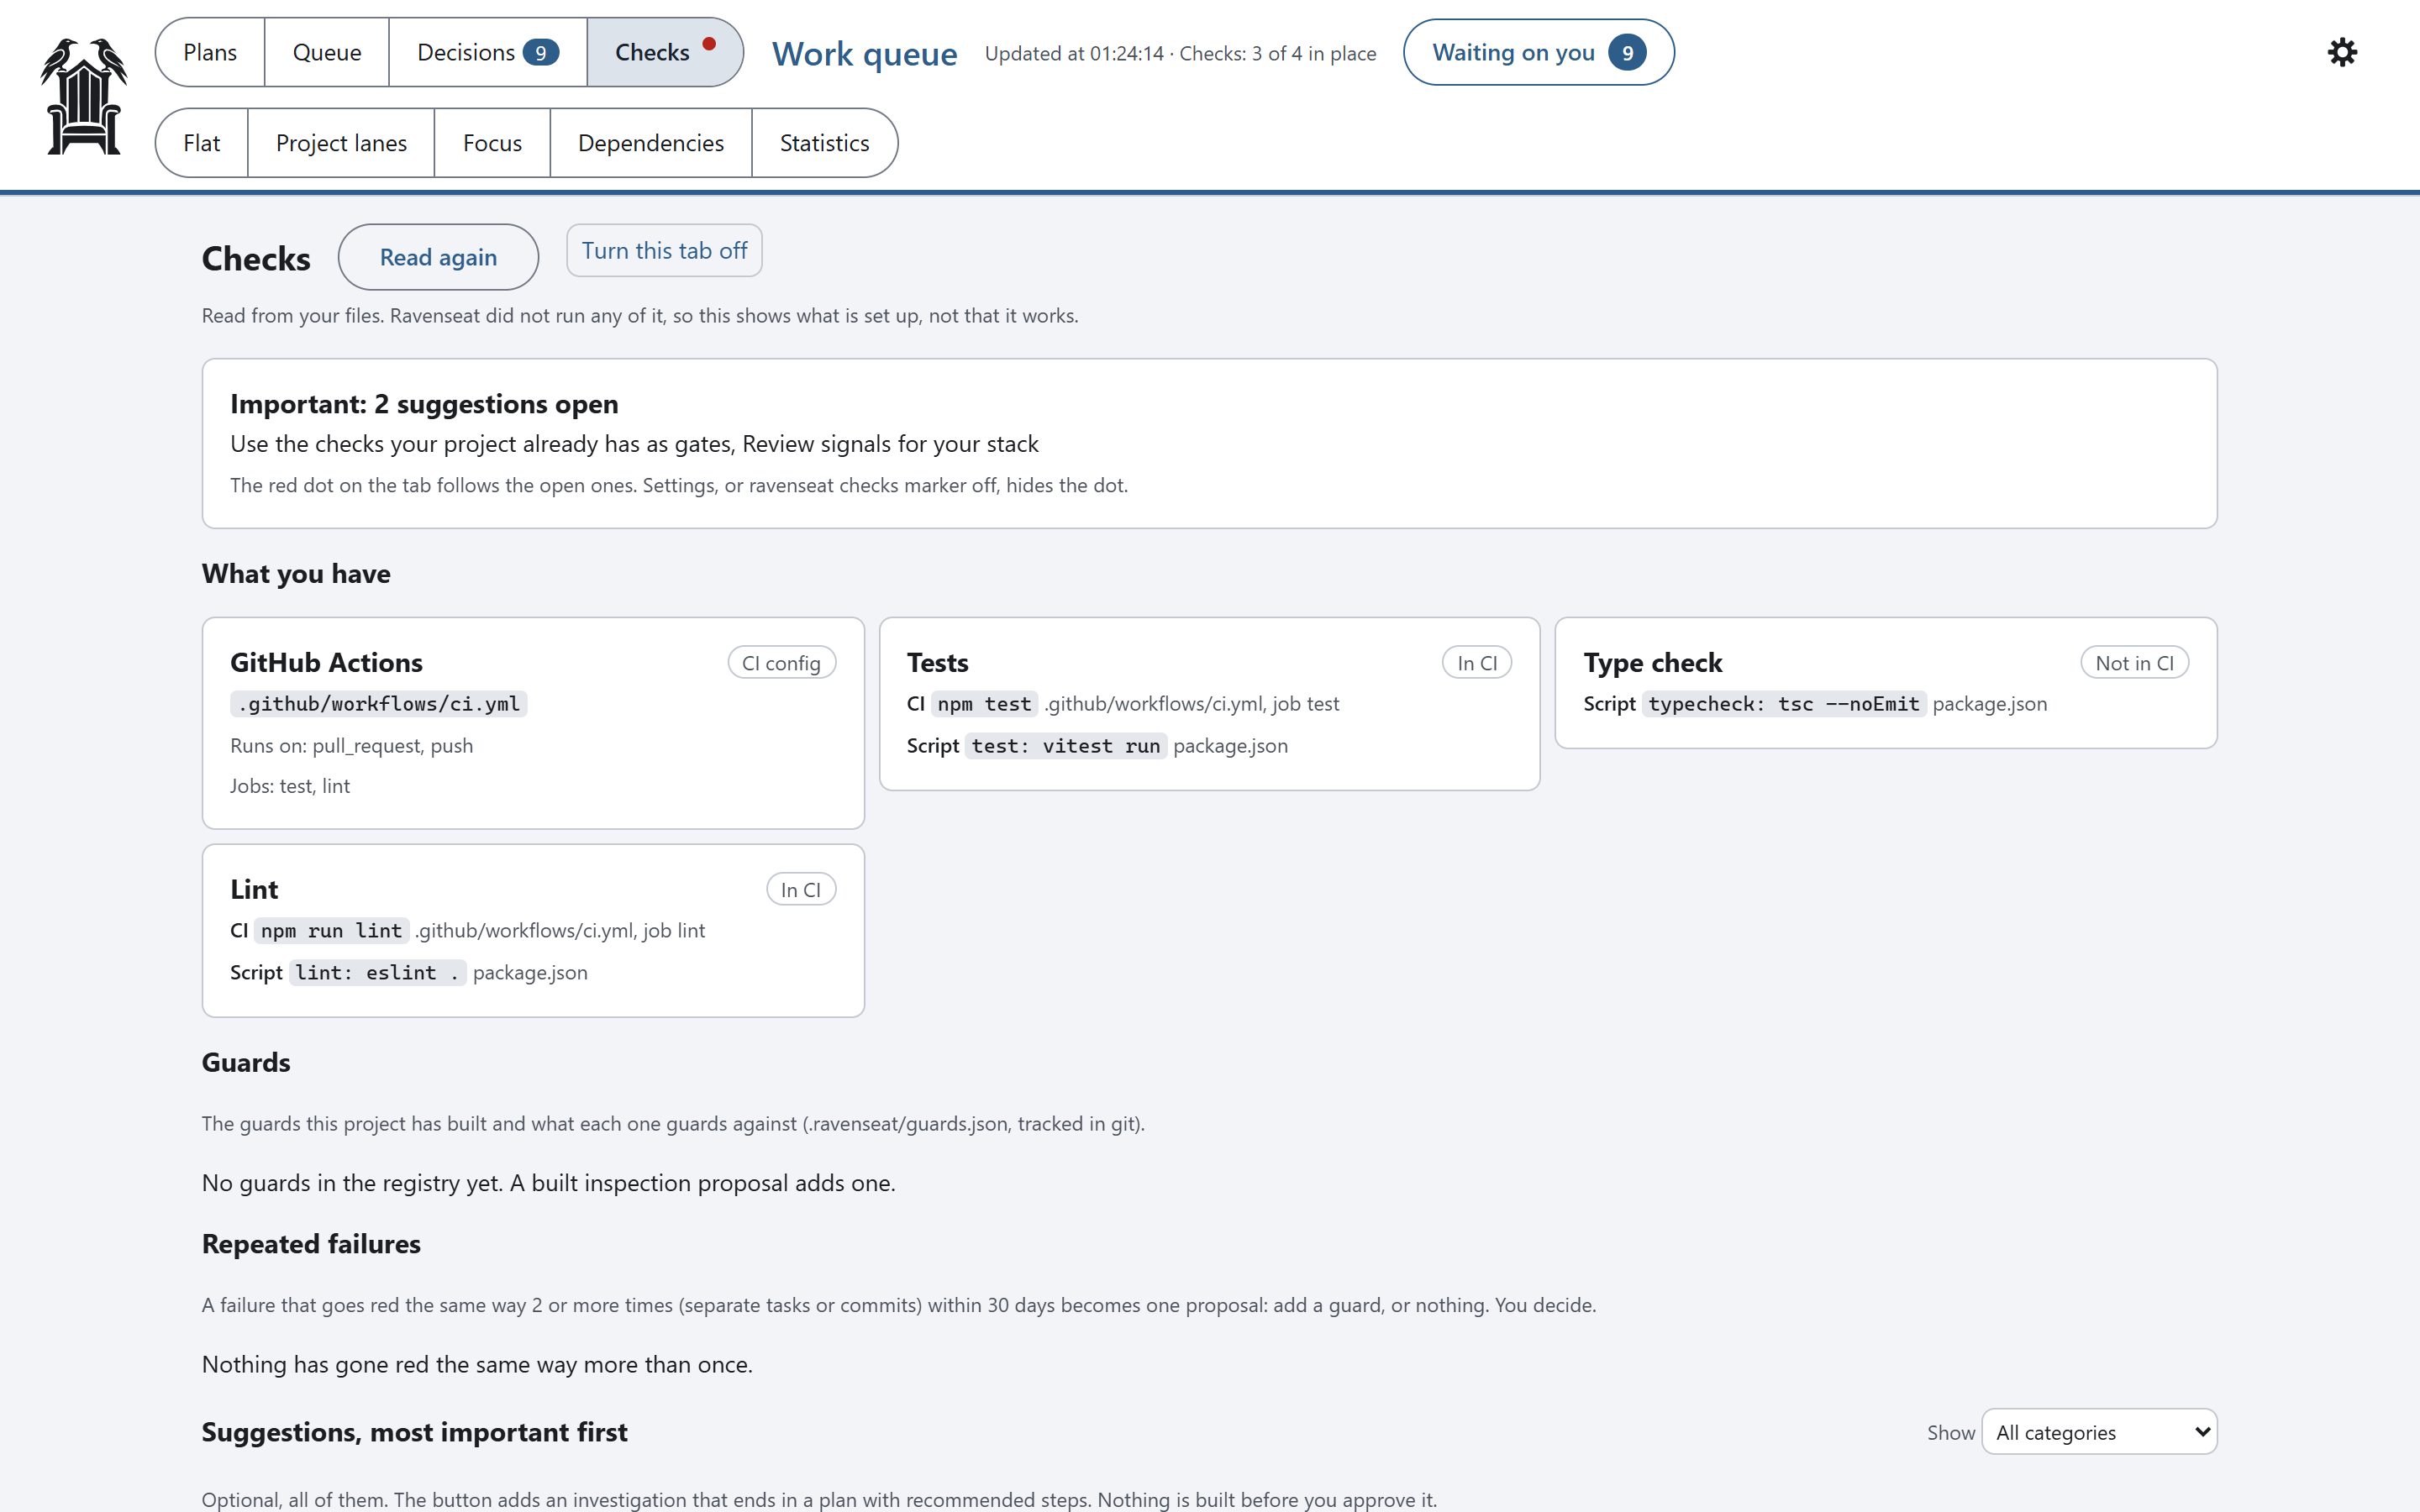 Plans
Queue
Decisions 9
Checks
Work queue
Updated at 01:24:14 · Checks: 3 of 4 in place
Waiting on you 9
Flat
Project lanes
Focus
Dependencies
Statistics
Checks
Read again
Turn this tab off
Read from your files. Ravenseat did not run any of it, so this shows what is set up, not that it works.
Important: 2 suggestions open
Use the checks your project already has as gates, Review signals for your stack
The red dot on the tab follows the open ones. Settings, or ravenseat checks marker off, hides the dot.
What you have
GitHub Actions
CI config
.github/workflows/ci.yml
Runs on: pull_request, push
Jobs: test, lint
Tests
In CI
CI npm test .github/workflows/ci.yml, job test
Script test: vitest run package.json
Type check
Not in CI
Script typecheck: tsc --noEmit package.json
Lint
In CI
CI npm run lint .github/workflows/ci.yml, job lint
Script lint: eslint . package.json
Guards
The guards this project has built and what each one guards against (.ravenseat/guards.json, tracked in git).
No guards in the registry yet. A built inspection proposal adds one.
Repeated failures
A failure that goes red the same way 2 or more times (separate tasks or commits) within 30 days becomes one proposal: add a guard, or nothing. You decide.
Nothing has gone red the same way more than once.
Suggestions, most important first
Show All categories
Optional, all of them. The button adds an investigation that ends in a plan with recommended steps. Nothing is built before you approve it.